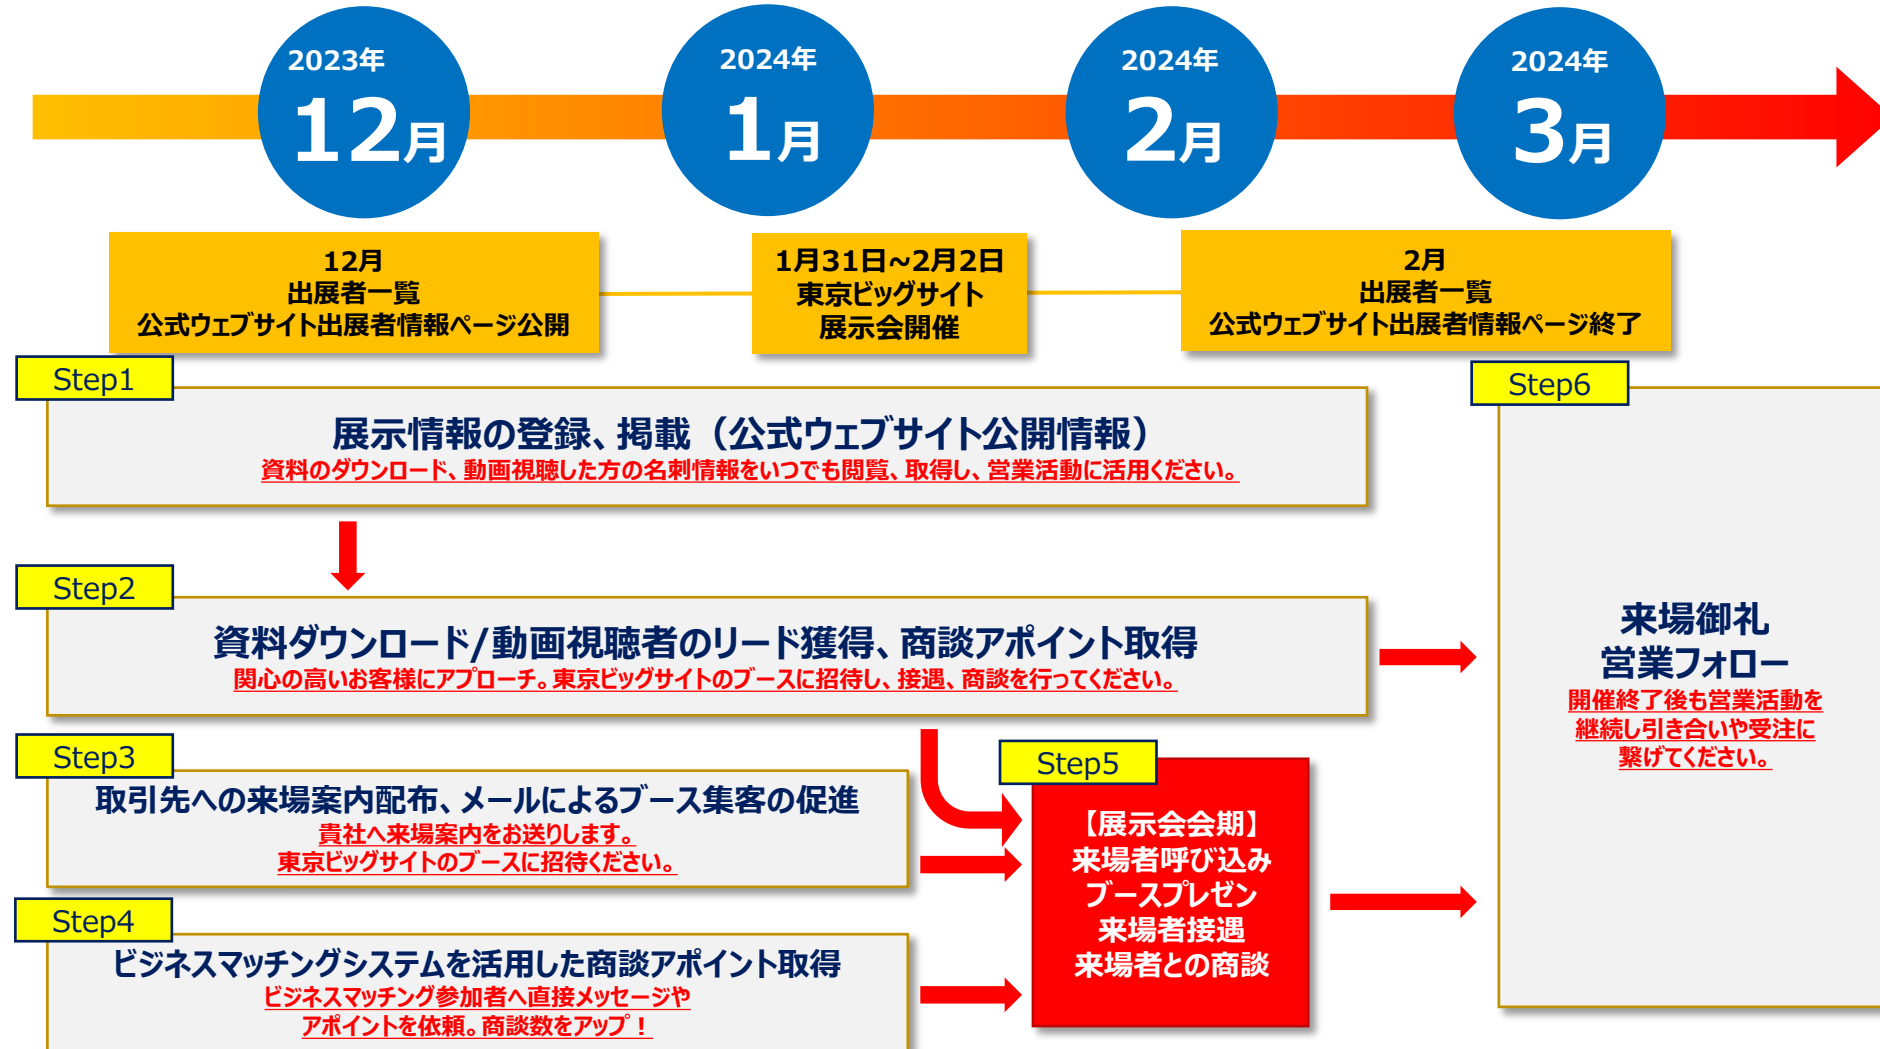 2023年
12月
2024年
1月
2024年
2月
2024年
3月
12月
出展者一覧
公式ウェブサイト出展者情報ページ公開
1月31日~2月2日
東京ビッグサイト
展示会開催
2月
出展者一覧
公式ウェブサイト出展者情報ページ終了
Step1
展示情報の登録、掲載（公式ウェブサイト公開情報）
資料のダウンロード、動画視聴した方の名刺情報をいつでも閲覧、取得し、営業活動に活用ください。
Step2
資料ダウンロード/動画視聴者のリード獲得、商談アポイント取得
関心の高いお客様にアプローチ。東京ビッグサイトのブースに招待し、接遇、商談を行ってください。
Step3
取引先への来場案内配布、メールによるブース集客の促進
貴社へ来場案内をお送りします。
東京ビッグサイトのブースに招待ください。
Step4
ビジネスマッチングシステムを活用した商談アポイント取得
ビジネスマッチング参加者へ直接メッセージや
アポイントを依頼。商談数をアップ！
Step5
【展示会会期】
来場者呼び込み
ブースプレゼン
来場者接遇
来場者との商談
Step6
来場御礼
営業フォロー
開催終了後も営業活動を
継続し引き合いや受注に
繋げてください。